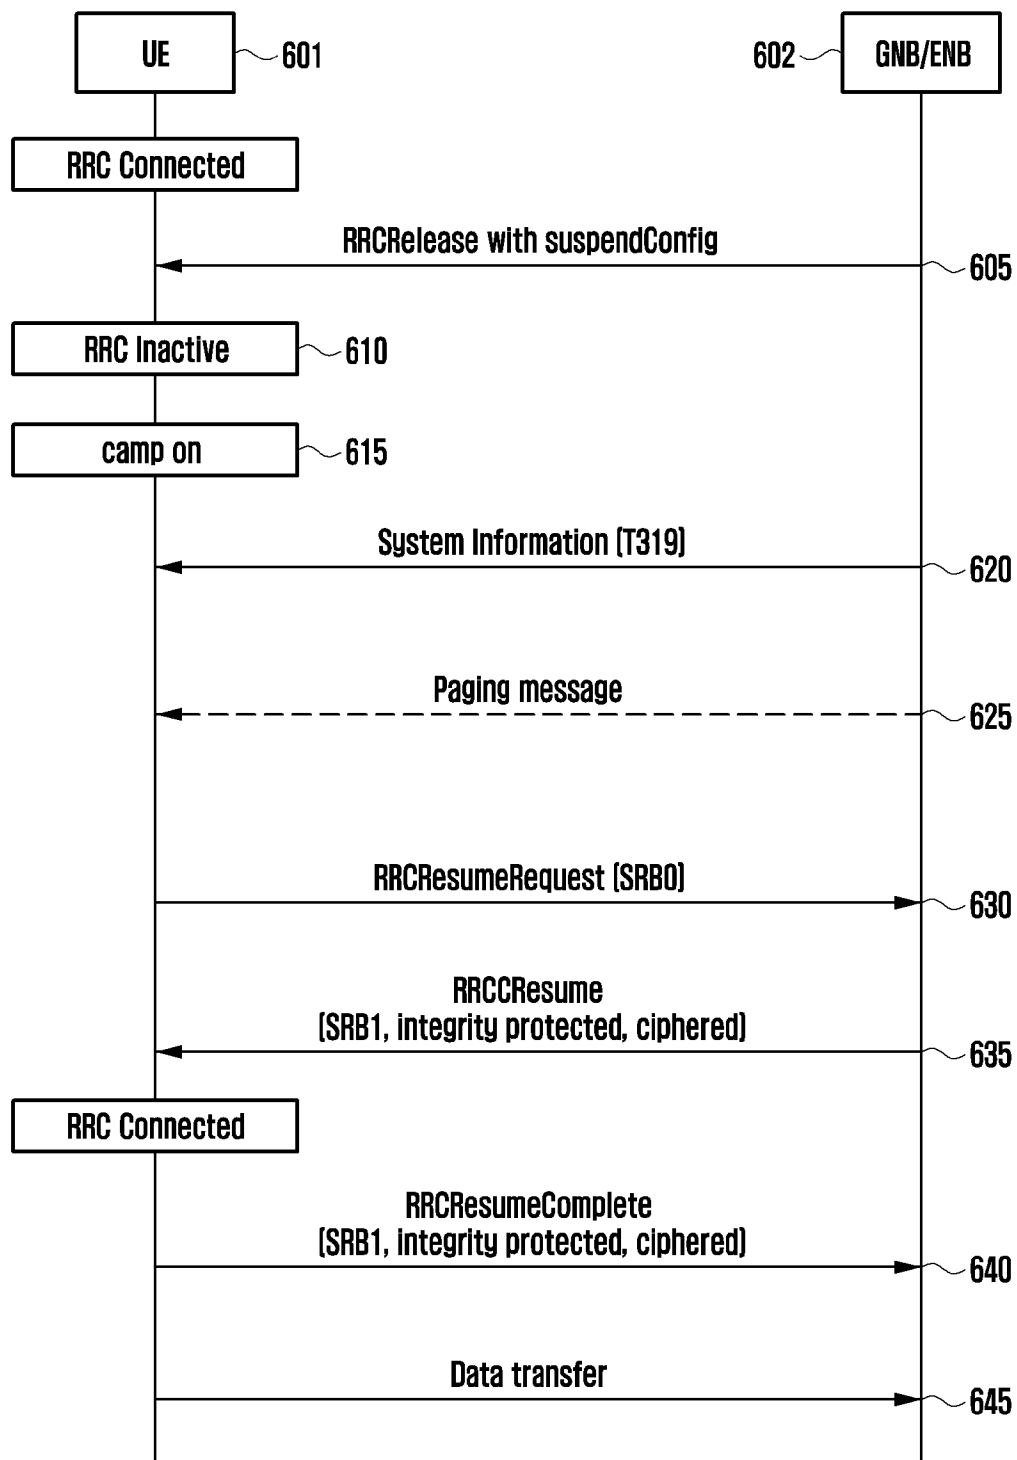 UE
601
602
GNB/ENB
RRC Connected
RRCRelease with suspendConfig
605
RRC Inactive
610
camp on
615
System Information (T319)
620
Paging message
625
RRCResumeRequest (SRB0)
630
RRCCResume
(SRB1, integrity protected, ciphered)
635
RRC Connected
RRCResumeComplete
(SRB1, integrity protected, ciphered)
640
Data transfer
645